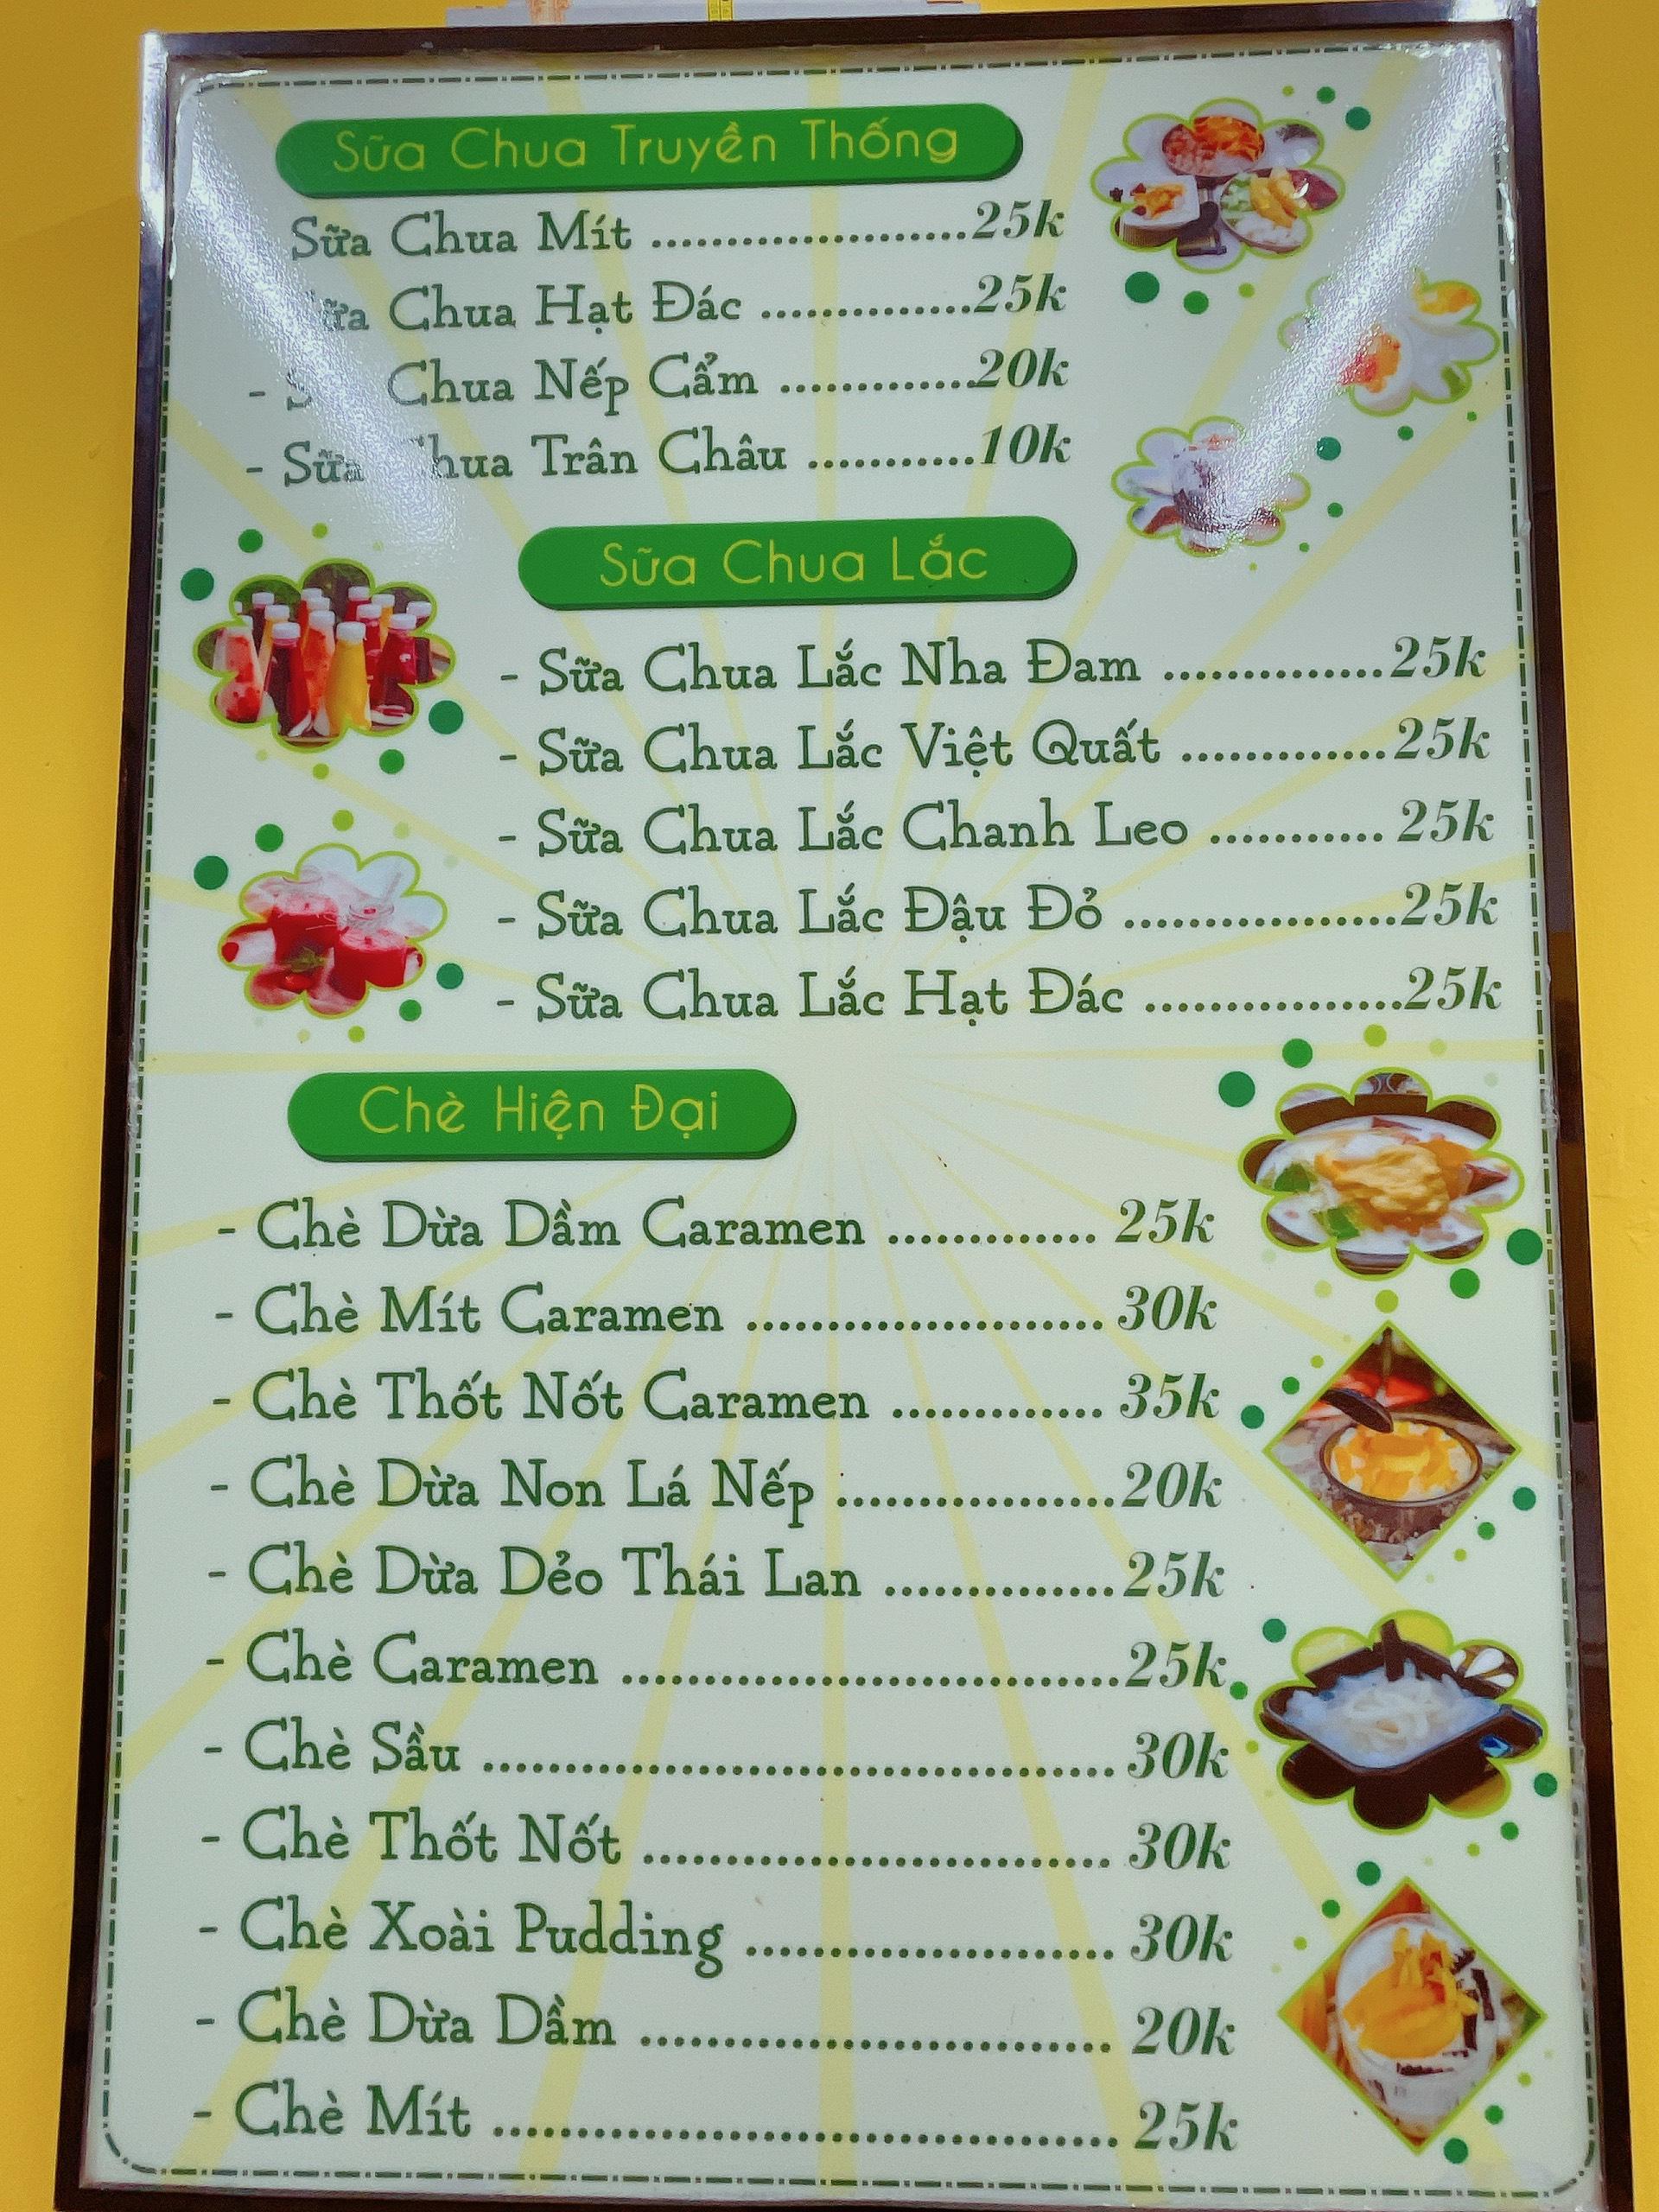 Sữa Chua Truyền Thống
Sữa Chua Mít .....................25k
Chua Hạt Đác ..............25k
- Chua Nếp Cẩm .............20k
- Sữa Chua Trân Châu ...........10k
Sữa Chua Lắc
- Sữa Chua Lắc Nha Đam ..............25k
- Sữa Chua Lắc Việt Quất .............25k
- Sữa Chua Lắc Chanh Leo ........... 25k
- Sữa Chua Lắc Đậu Đỏ .................25k
- Sữa Chua Lắc Hạt Đác ................25k
Chè Hiện Đại
- Chè Dừa Dầm Caramen ............. 25k
- Chè Mít Caramen ...................... 30k
- Chè Thốt Nốt Caramen ............. 35k
- Chè Dừa Non Lá Nếp .................20k
- Chè Dừa Dẻo Thái Lan ..............25k
- Chè Caramen ...............................25k
- Chè Sầu ....................................... 30k
- Chè Thốt Nốt ............................. 30k
- Chè Xoài Pudding ....................... 30k
- Chè Dừa Dầm ............................. 20k
- Chè Mít ....................................... 25k